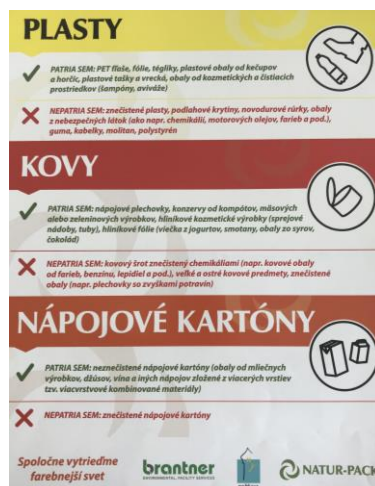 PLASTY
PATRIA SEM: PET fľaše, fólie, tégliky, plastové obaly od kečupov
a horčíc, plastové tašky a vrecká, obaly od kozmetických a čistiacich
prostriedkov (šampóny, aviváže)
NEPATRIA SEM: znečistené plasty, podlahové krytiny, novodurové rúrky, obaly
z nebezpečných látok (ako napr. chemikálií, motorových olejov, farieb a pod.),
guma, kabelky, molitan, polystyrén
KOVY
PATRIA SEM: nápojové plechovky, konzervy od kompótov, mäsových
alebo zeleninových výrobkov, hliníkové kozmetické výrobky (sprejové
nádoby, tuby), hliníkové fólie (viečka z jogurtov, smotany, obaly zo syrov,
čokolád)
NEPATRIA SEM: kovový šrot znečistený chemikáliami (napr. kovové obaly
od farieb, benzínu, lepidiel a pod.), veľké a ostré kovové predmety, znečistené
obaly (napr. plechovky so zvyškami potravín)
NÁPOJOVÉ KARTÓNY
PATRIA SEM: neznečistené nápojové kartóny (obaly od mliečnych
výrobkov, džúsov, vína a iných nápojov zložené z viacerých vrstiev
tzv. viacvrstvové kombinované materiály)
NEPATRIA SEM: znečistené nápojové kartóny
Spoločne vytrieďme
farebnejší svet
brantner
ENVIRONMENTAL, FACILITY SERVICES
NATUR-PACK